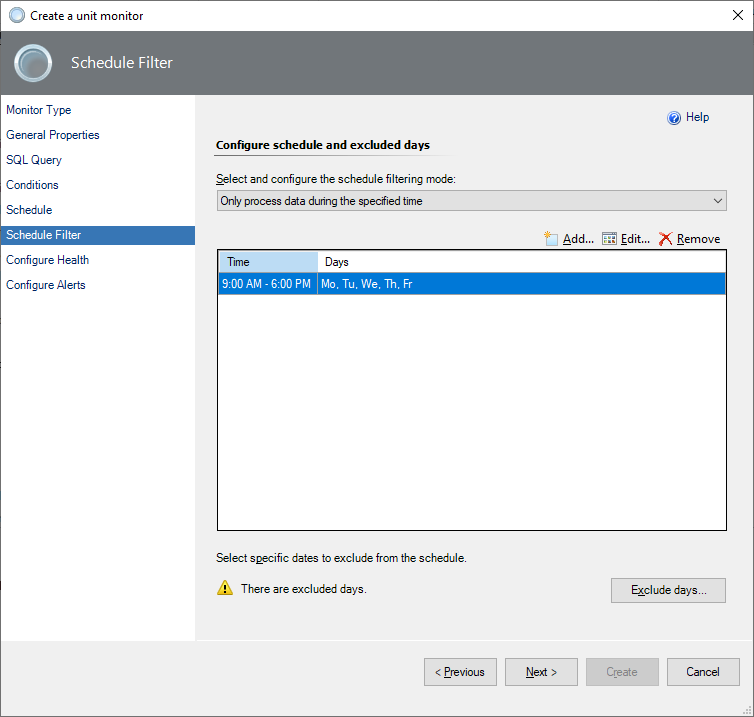 Create a unit monitor
Schedule Filter
Monitor Type
General Properties
SQL Query
Conditions
Schedule
Schedule Filter
Configure Health
Configure Alerts
Help
Configure schedule and excluded days
Select and configure the schedule filtering mode:
Only process data during the specified time
Add... Edit... Remove
Time Days
9:00 AM - 6:00 PM Mo, Tu, We, Th, Fr
Select specific dates to exclude from the schedule.
There are excluded days.
Exclude days...
< Previous Next > Create Cancel